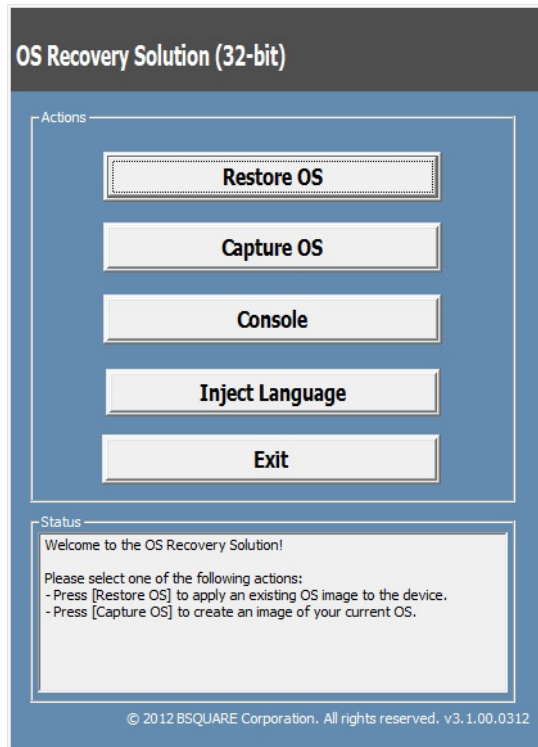 OS Recovery Solution (32-bit)
Actions
Restore OS
Capture OS
Console
Inject Language
Exit
Status
Welcome to the OS Recovery Solution!
Please select one of the following actions:
- Press [Restore OS] to apply an existing OS image to the device.
- Press [Capture OS] to create an image of your current OS.
© 2012 BSQUARE Corporation. All rights reserved. v3.1.00.0312